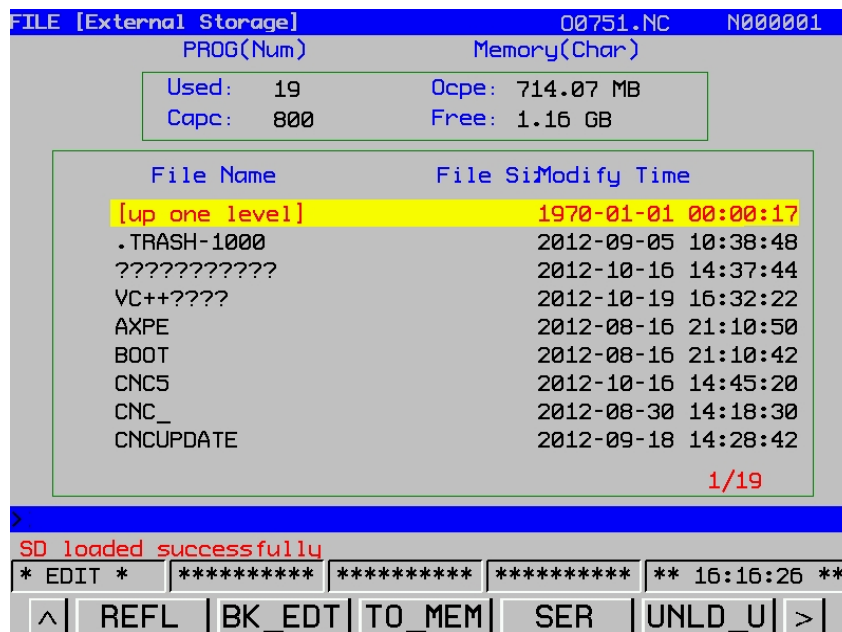 FILE [External Storage] O0751.NC N000001
PROG(Num) Memory(Char)
Used: 19 Ocpe: 714.07 MB
Capc: 800 Free: 1.16 GB
File Name File Si Modify Time
[up one level] 1970-01-01 00:00:17
.TRASH-1000 2012-09-05 10:38:48
??????????? 2012-10-16 14:37:44
VC++???? 2012-10-19 16:32:22
AXPE 2012-08-16 21:10:50
BOOT 2012-08-16 21:10:42
CNC5 2012-10-16 14:45:20
CNC_ 2012-08-30 14:18:30
CNCUPDATE 2012-09-18 14:28:42
1/19
>
SD loaded successfully
* EDIT * ********** ********** ********** ** 16:16:26 **
^ REFL BK_EDT TO_MEM SER UNLD_U >